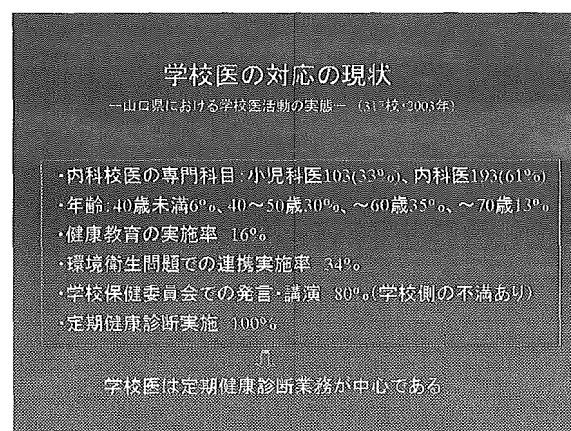 学校医の対応の現状
―山口県における学校医活動の実態― (317校・2003年)
・内科校医の専門科目:小児科医103(33%)、内科医193(61%)
・年齢:40歳未満6%、40～50歳30%、～60歳35%、～70歳13%
・健康教育の実施率 16%
・環境衛生問題での連携実施率 34%
・学校保健委員会での発言・講演 80%(学校側の不満あり)
・定期健康診断実施 100%
学校医は定期健康診断業務が中心である